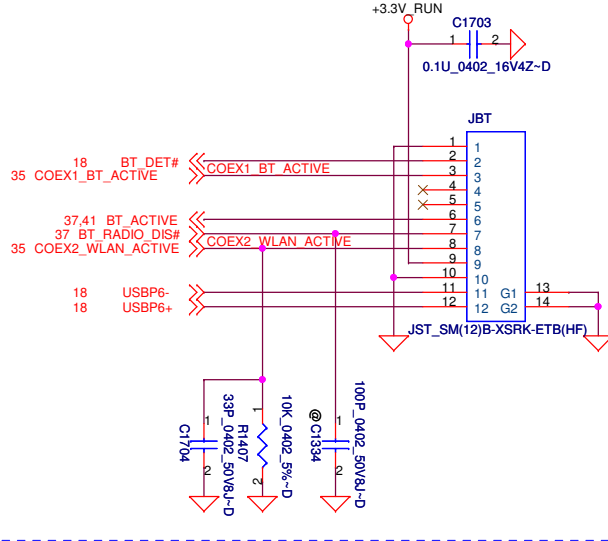 +3.3V_RUN
C1703
1 2
0.1U_0402_16V4Z~D
JBT
1 1
18 BT_DET# 2 2
35 COEX1_BT_ACTIVE COEX1_BT_ACTIVE 3 3
4 4
5 5
37,41 BT_ACTIVE 6 6
37 BT_RADIO_DIS# 7 7
35 COEX2_WLAN_ACTIVE COEX2_WLAN_ACTIVE 8 8
9 9
10 10
18 USBP6- 11 11 G1 13
18 USBP6+ 12 12 G2 14
JST_SM(12)B-XSRK-ETB(HF)
1
2
C1704
33P_0402_50V8J~D
1
2
R1407
10K_0402_5%~D
1
2
@C1334
100P_0402_50V8J~D